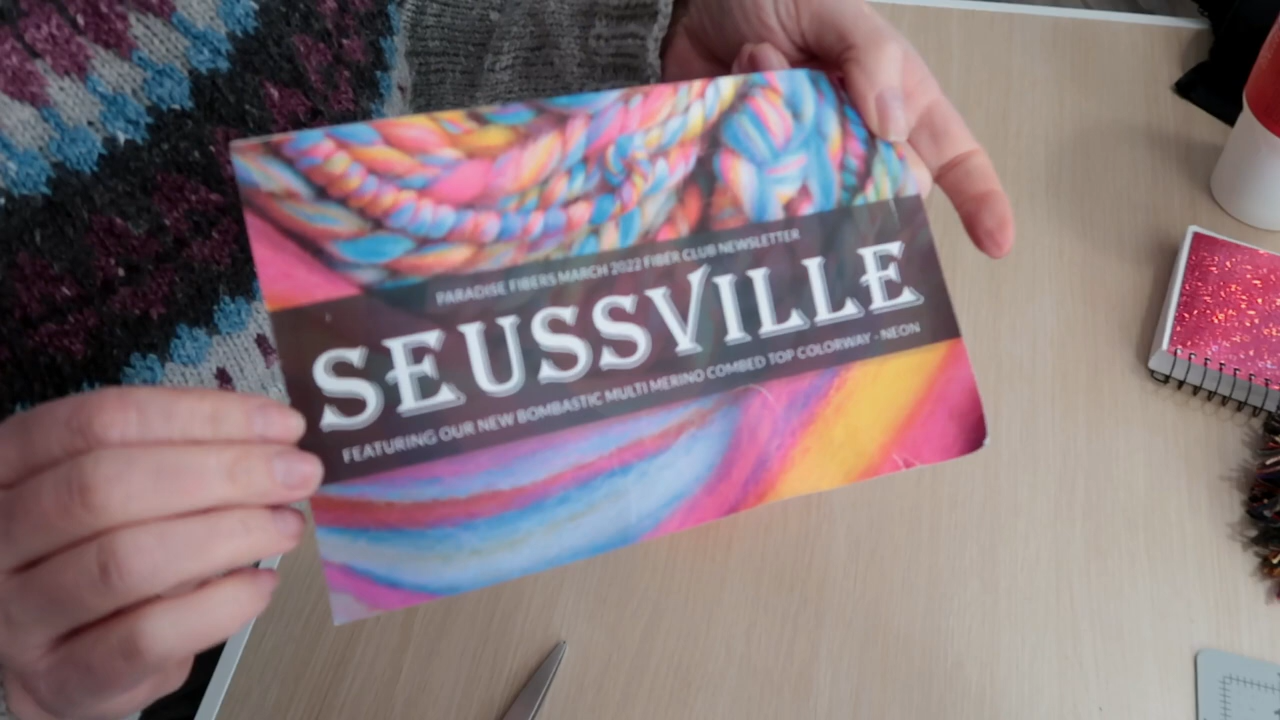 PARADISE FIBERS MARCH 2022 FIBER CLUB NEWSLETTER
SEUSSVILLE
FEATURING OUR NEW BOMBASTIC MULTI MERINO COMBED TOP COLORWAY - NEON